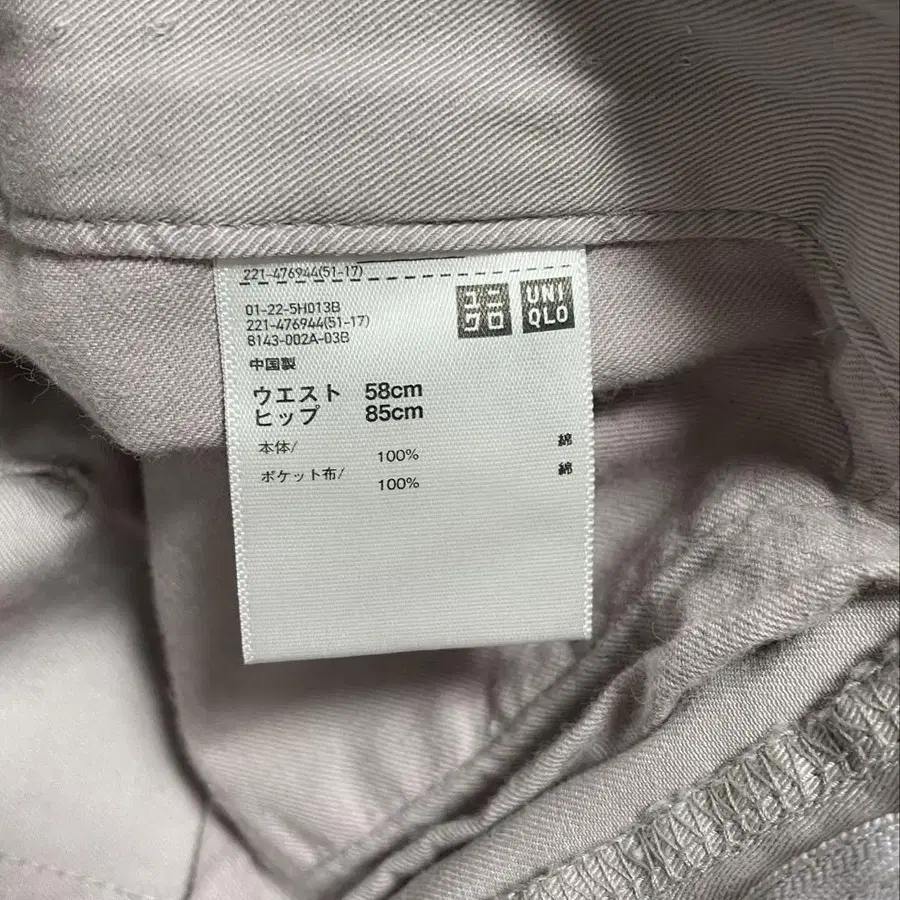 221-476944(51-17)
01-22-5H013B
221-476944(51-17)
8143-002A-03B
ユニ
クロ
UNI
QLO
中国製
ウエスト 58cm
ヒップ 85cm
本体/ 100% 綿
ポケット布/ 100% 綿